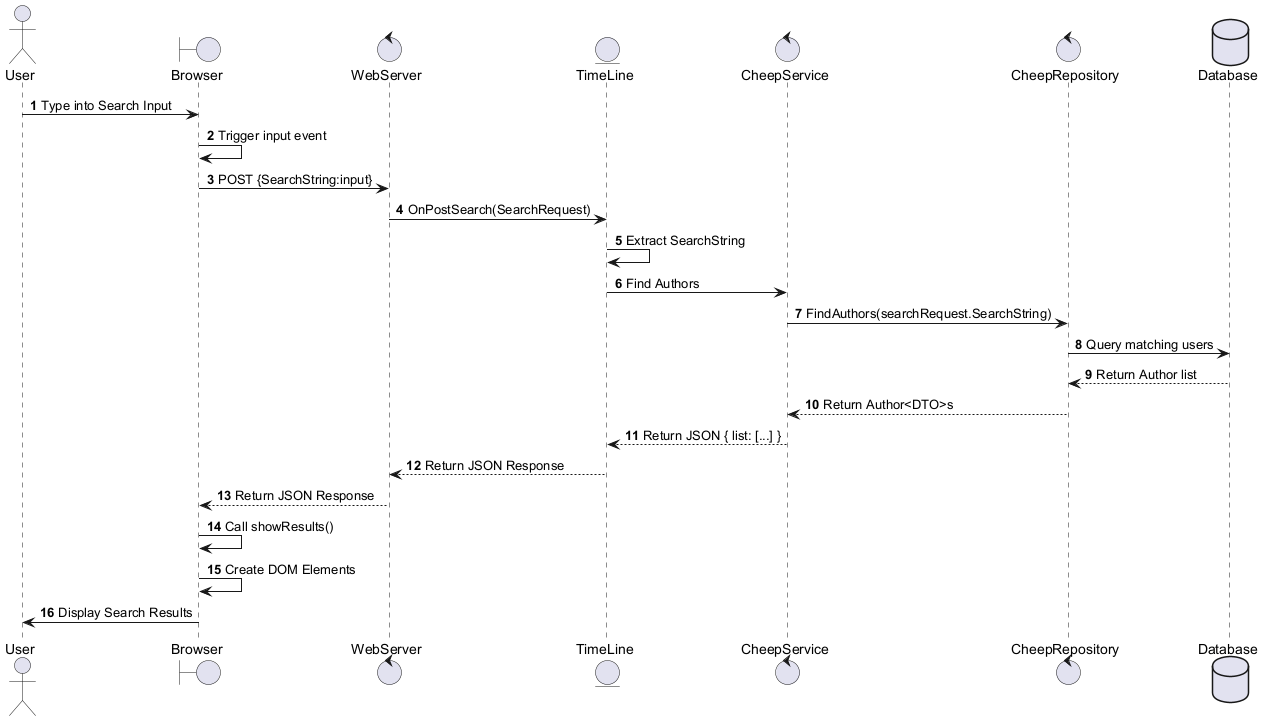 User Browser WebServer TimeLine CheepService CheepRepository Database
1 Type into Search Input
2 Trigger input event
3 POST {SearchString:input}
4 OnPostSearch(SearchRequest)
5 Extract SearchString
6 Find Authors
7 FindAuthors(searchRequest.SearchString)
8 Query matching users
9 Return Author list
10 Return Author<DTO>s
11 Return JSON { list: [...] }
12 Return JSON Response
13 Return JSON Response
14 Call showResults()
15 Create DOM Elements
16 Display Search Results
User Browser WebServer TimeLine CheepService CheepRepository Database